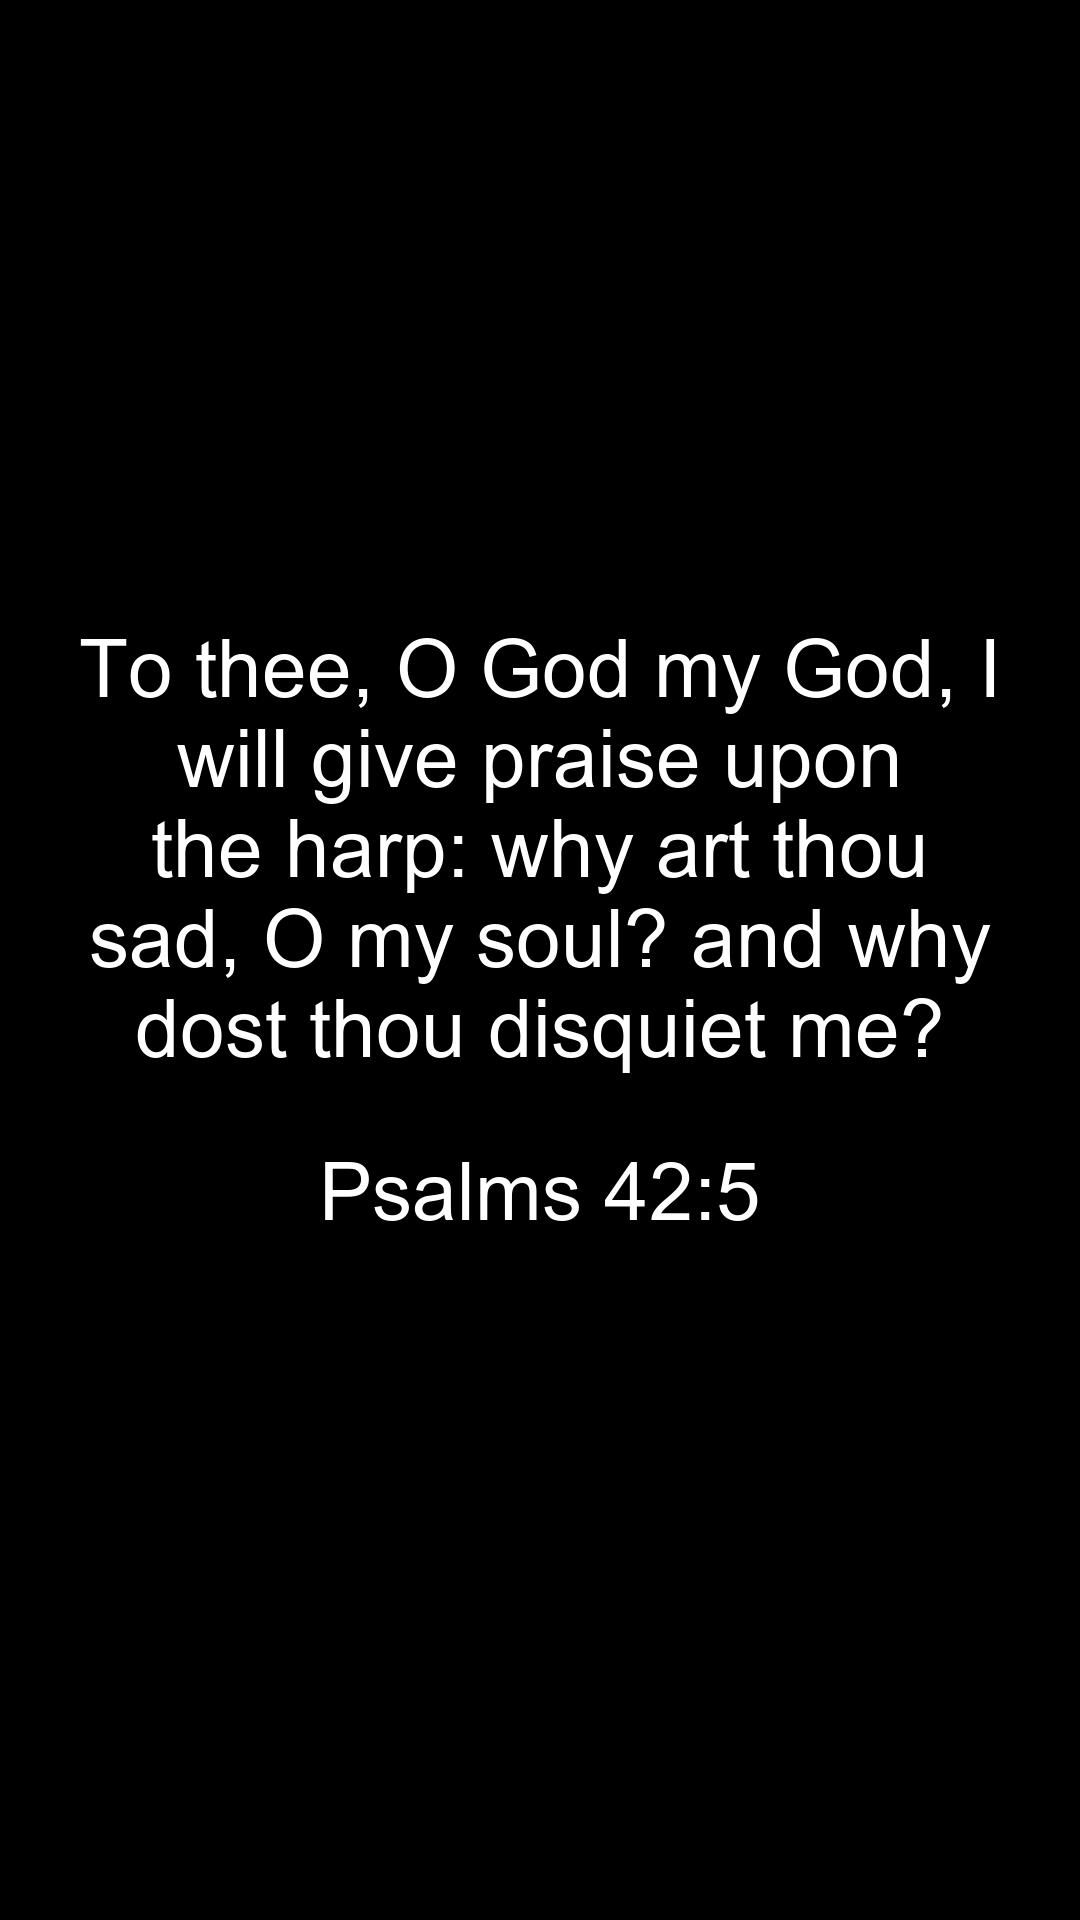 To thee, O God my God, I
will give praise upon
the harp: why art thou
sad, O my soul? and why
dost thou disquiet me?
Psalms 42:5